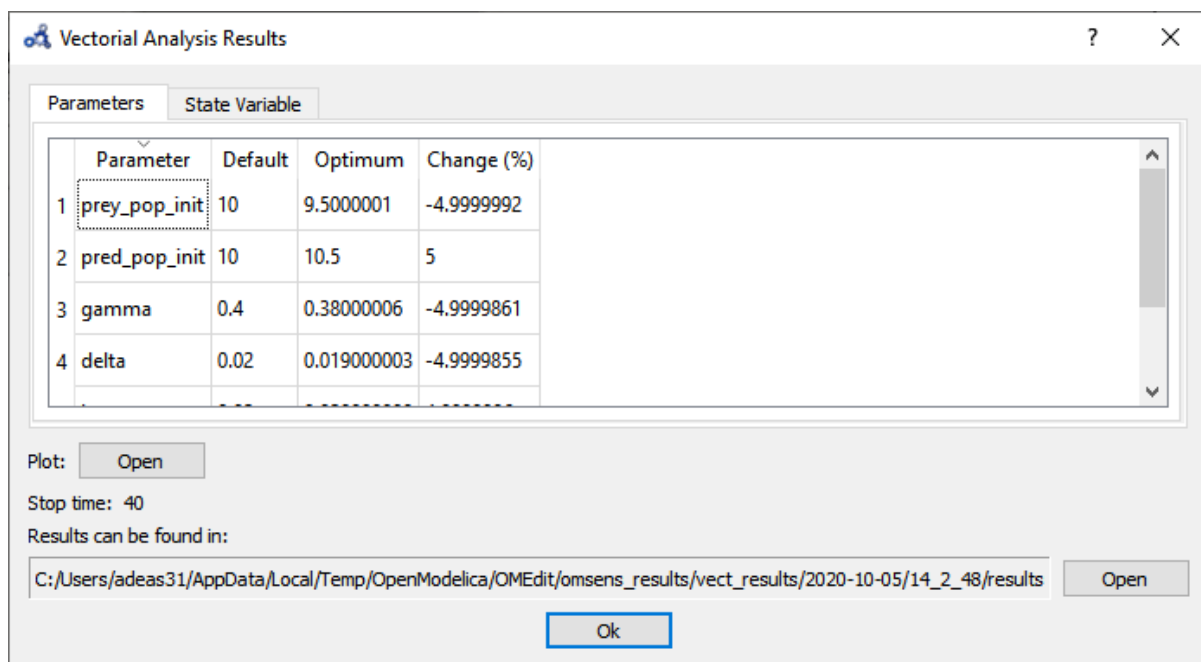 Vectorial Analysis Results ?
Parameters State Variable
Parameter Default Optimum Change (%)
1 prey_pop_init 10 9.5000001 -4.9999992
2 pred_pop_init 10 10.5 5
3 gamma 0.4 0.38000006 -4.9999861
4 delta 0.02 0.019000003 -4.9999855
Plot: Open
Stop time: 40
Results can be found in:
C:/Users/adeas31/AppData/Local/Temp/OpenModelica/OMEdit/omsens_results/vect_results/2020-10-05/14_2_48/results Open
Ok